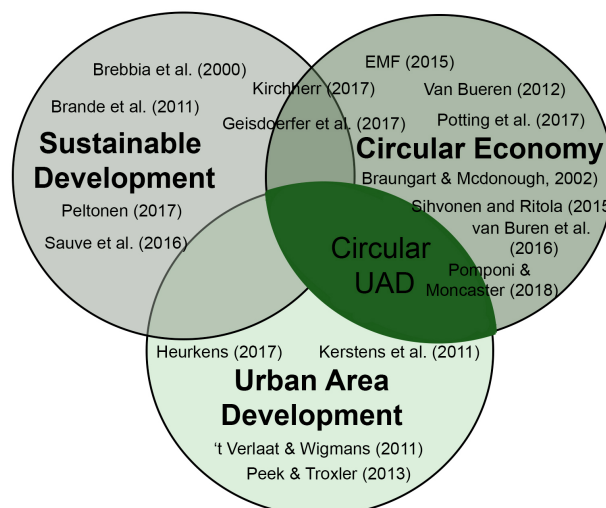 EMF (2015)
Brebbia et al. (2000)
Kirchherr (2017)
Van Bueren (2012)
Brande et al. (2011)
Geisdoerfer et al. (2017)
Potting et al. (2017)
Sustainable
Development
Circular Economy
Braungart & Mcdonough, 2002)
Peltonen (2017)
Sihvonen and Ritola (2015
Sauve et al. (2016)
van Buren et al.
(2016)
Circular
UAD
Pomponi &
Moncaster (2018)
Heurkens (2017)
Kerstens et al. (2011)
Urban Area
Development
‘t Verlaat & Wigmans (2011)
Peek & Troxler (2013)